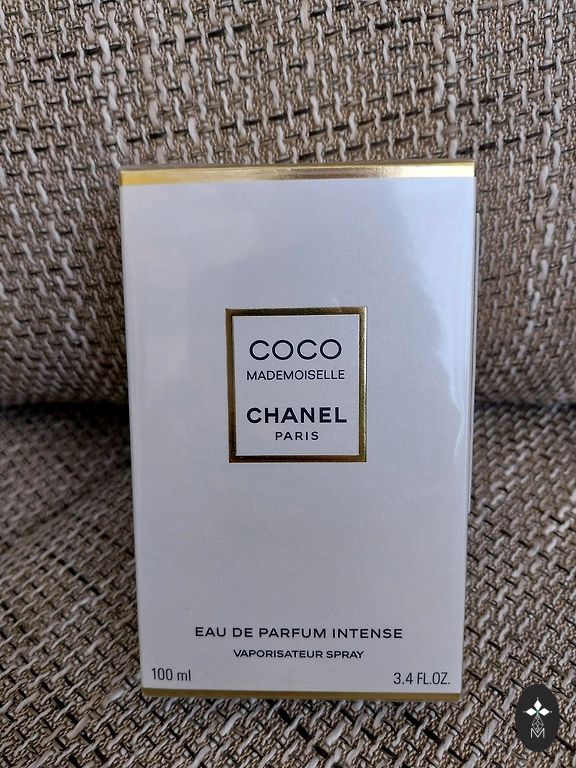 COCO
MADEMOISELLE
CHANEL
PARIS
EAU DE PARFUM INTENSE
VAPORISATEUR SPRAY
100 ml 3.4 FL.OZ.
M